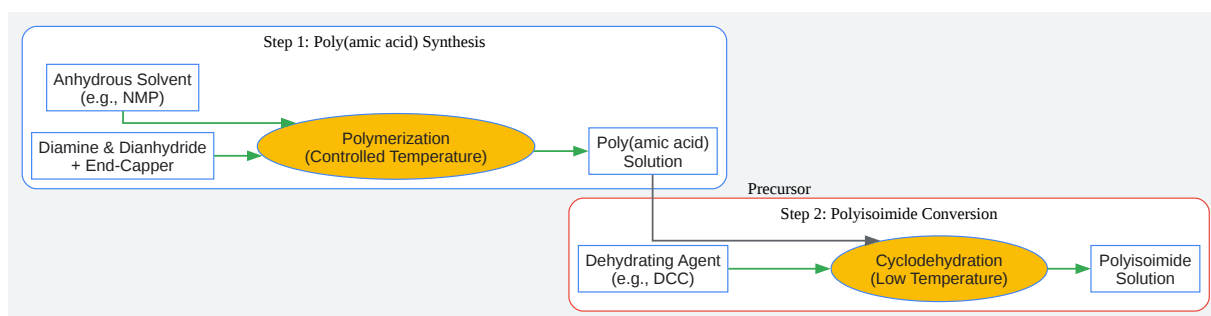 Step 1: Poly(amic acid) Synthesis
Anhydrous Solvent
(e.g., NMP)
Diamine & Dianhydride
+ End-Capper
Polymerization
(Controlled Temperature)
Poly(amic acid)
Solution
Precursor
Step 2: Polyisoimide Conversion
Dehydrating Agent
(e.g., DCC)
Cyclodehydration
(Low Temperature)
Polyisoimide
Solution